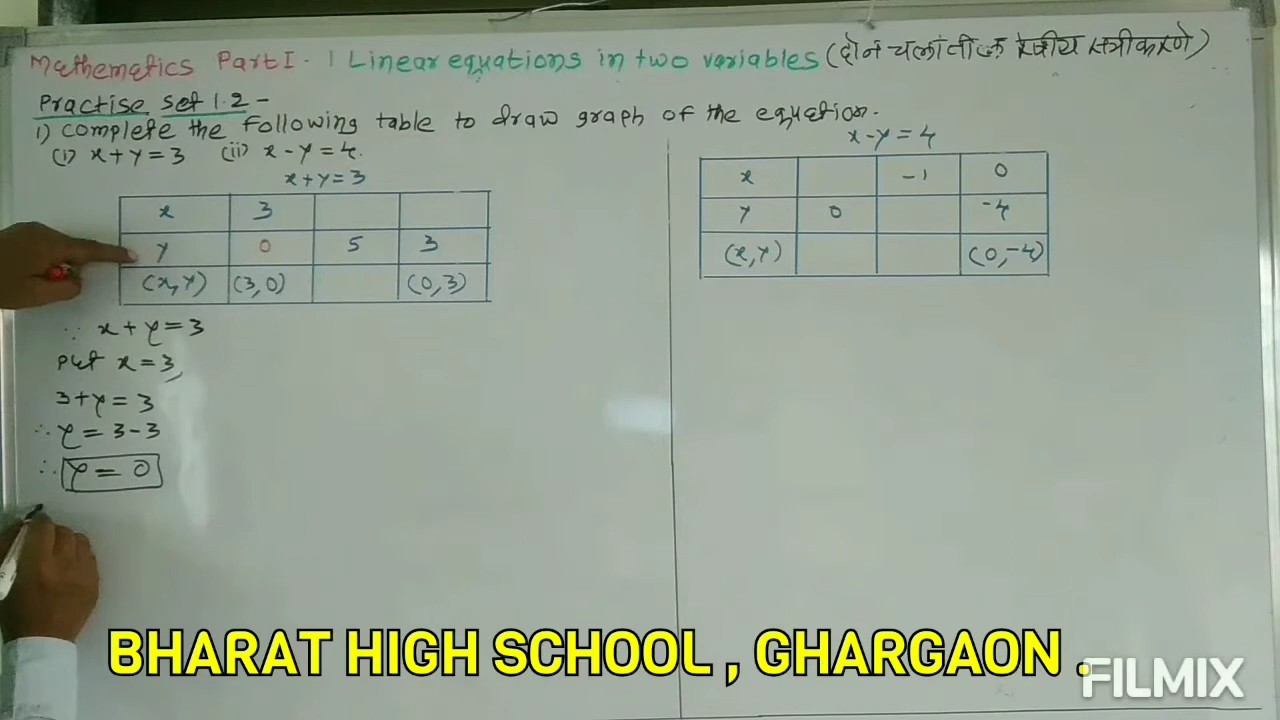 Mathematics Part I. 1 Linear equations in two variables (दोन चलांतील रेषीय समीकरणे)
Practise Set 1.2 -
1) Complete the following table to draw graph of the equation.
(i) x + y = 3 (ii) x - y = 4.
x + y = 3
x 3
y 0 5 3
(x, y) (3, 0) (0, 3)
∵ x + y = 3
Put x = 3,
3 + y = 3
∴ y = 3 - 3
∴ y = 0
x - y = 4
x -1 0
y 0 -4
(x, y) (0, -4)
BHARAT HIGH SCHOOL , GHARGAON .
FILMIX